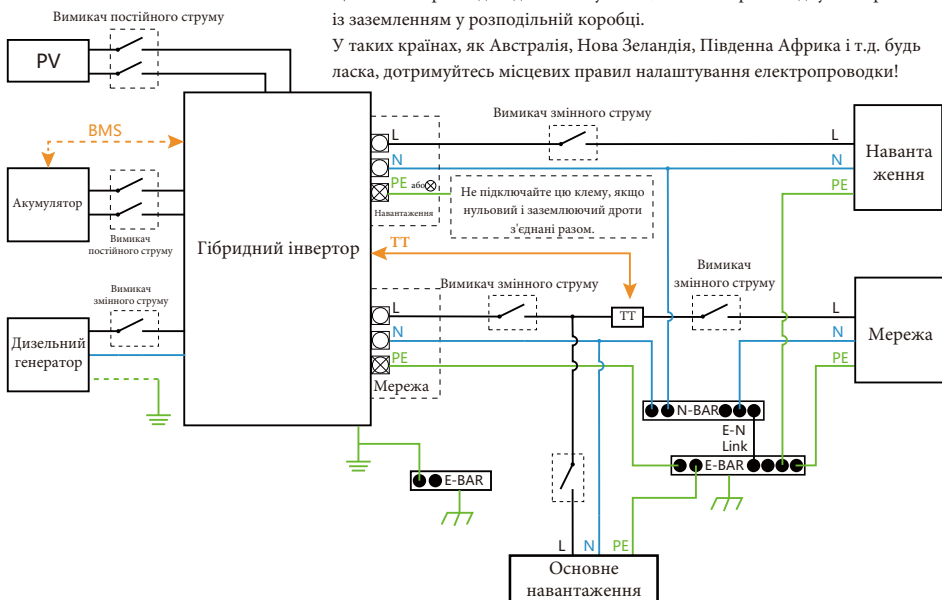 із заземленням у розподільній коробці.
У таких країнах, як Австралія, Нова Зеландія, Південна Африка і т.д. будь
ласка, дотримуйтесь місцевих правил налаштування електропроводки!
Вимикач постійного струму
PV
BMS
Акумулятор
Вимикач
постійного струму
Гібридний інвертор
Вимикач
змінного струму
Дизельний
генератор
L
N
PE або
Навантаження
Не підключайте цю клему, якщо
нульовий і заземлюючий дроти
з'єднані разом.
Вимикач змінного струму
L
N
PE
Наванта
ження
ТТ
Вимикач змінного струму
L
N
PE
Мережа
ТТ
Вимикач
змінного струму
L
N
PE
Мережа
N-BAR
E-N
Link
E-BAR
E-BAR
L N PE
Основне
навантаження